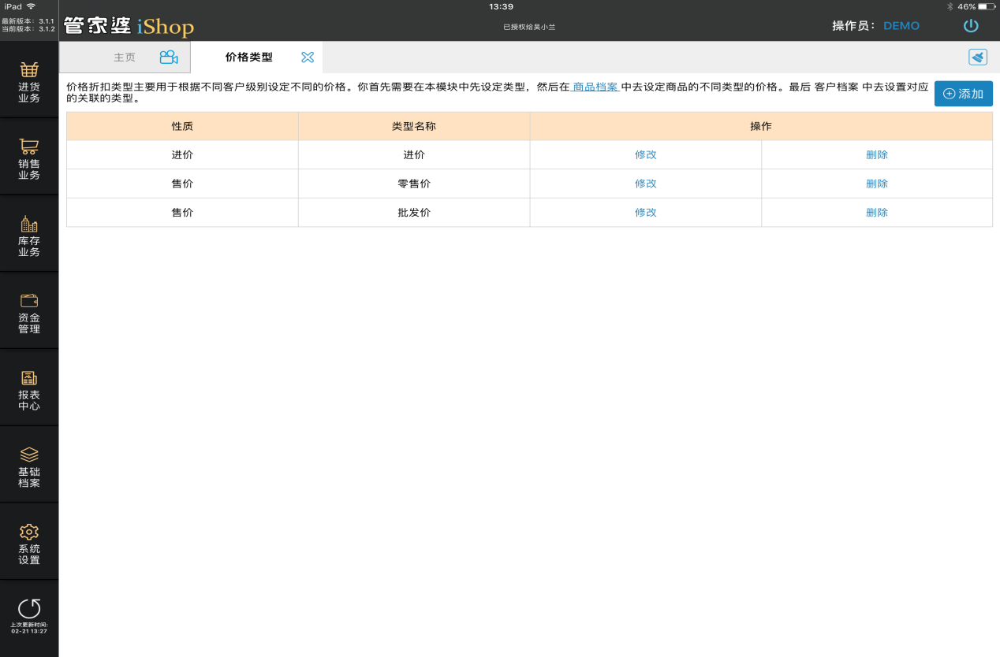 iPad
13:39
46%
最新版本: 3.1.1
当前版本: 3.1.2
管家婆 iShop
已授权给吴小兰
操作员: DEMO
主页
价格类型
进货
业务
销售
业务
库存
业务
资金
管理
报表
中心
基础
档案
系统
设置
上次更新时间:
02-21 13:27
价格折扣类型主要用于根据不同客户级别设定不同的价格。你首先需要在本模块中先设定类型，然后在 商品档案 中去设定商品的不同类型的价格。最后 客户档案 中去设置对应
的关联的类型。
添加
性质 类型名称 操作
进价 进价 修改 删除
售价 零售价 修改 删除
售价 批发价 修改 删除